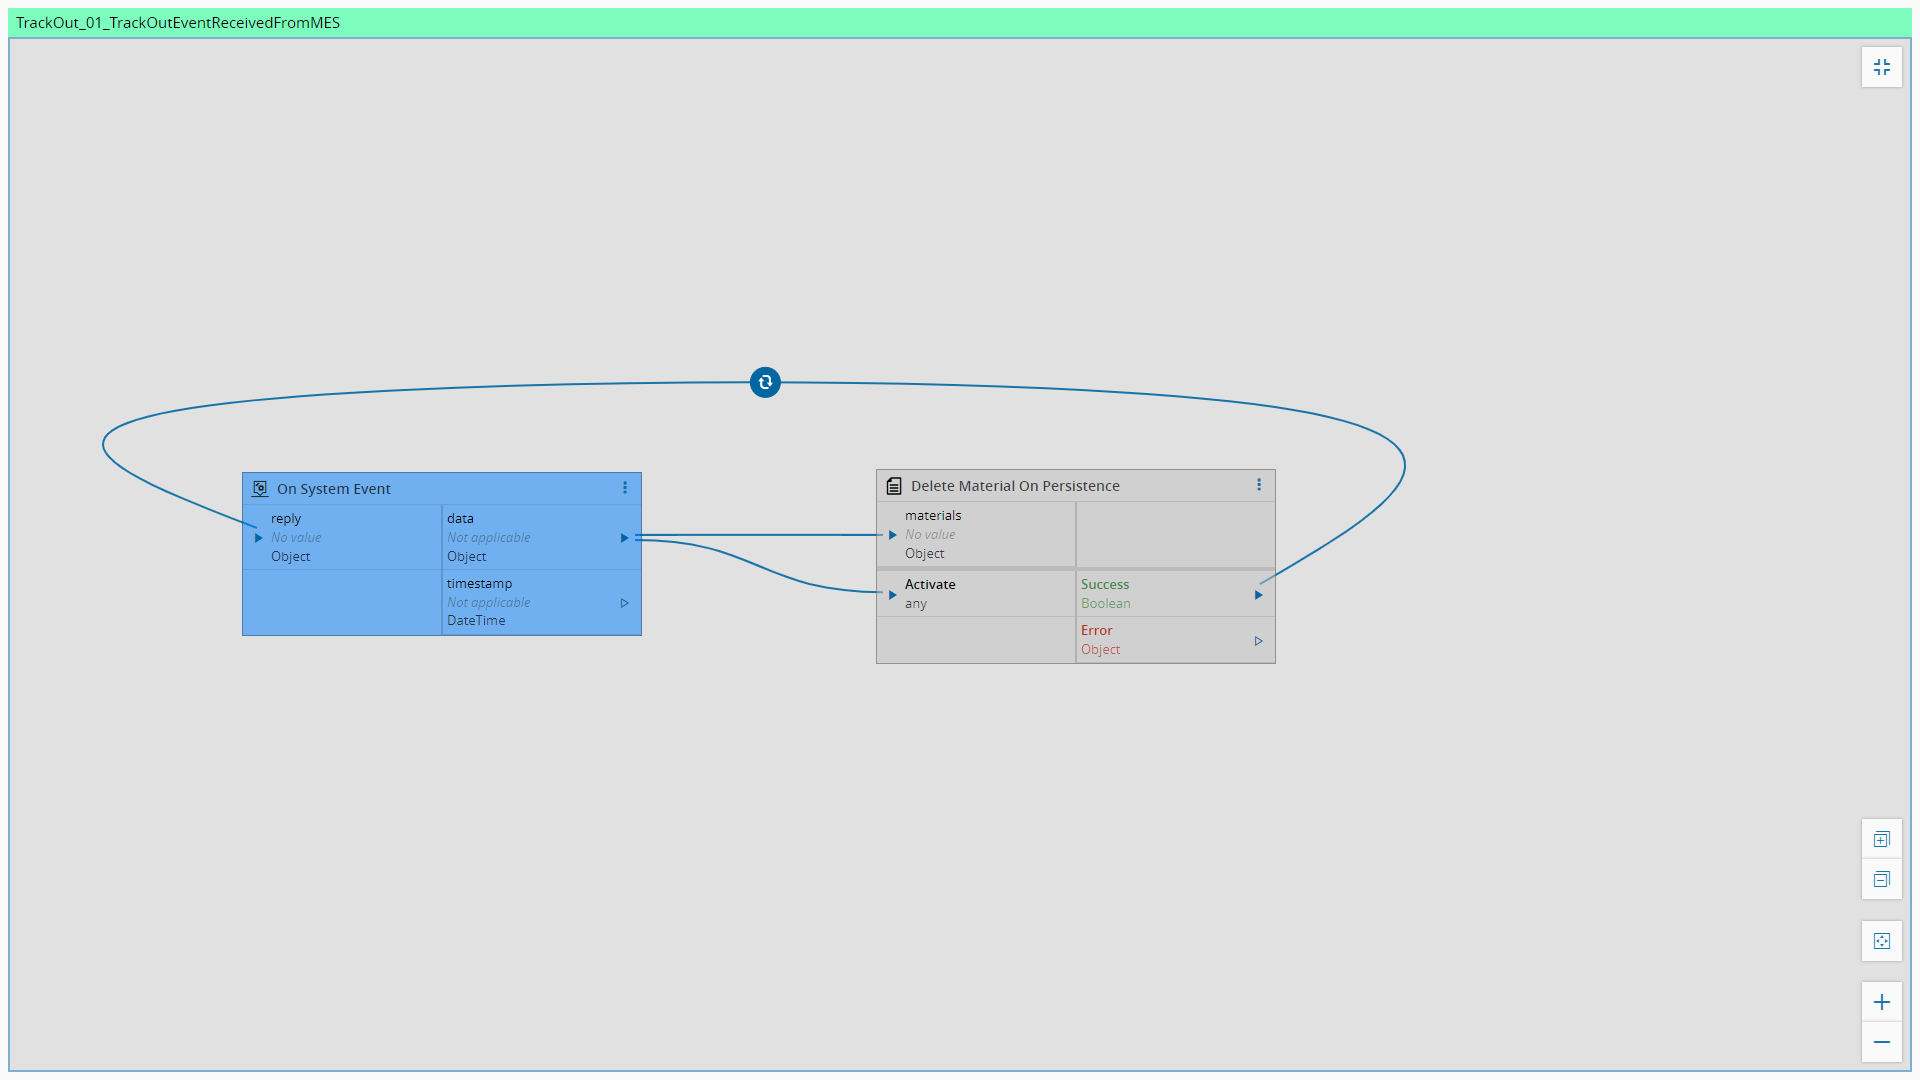 TrackOut_01_TrackOutEventReceivedFromMES
On System Event
reply
No value
Object
data
Not applicable
Object
timestamp
Not applicable
DateTime
Delete Material On Persistence
materials
No value
Object
Activate
any
Success
Boolean
Error
Object